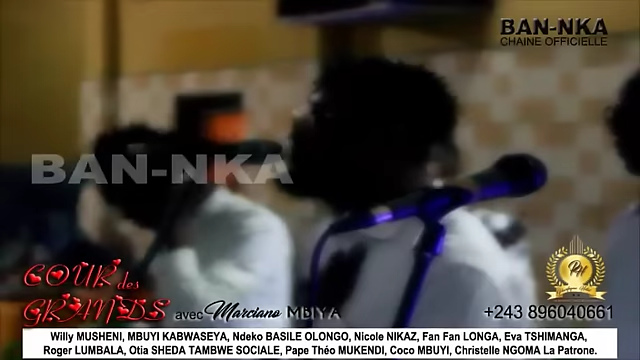 BAN-NKA
CHAINE OFFICIELLE
BAN-NKA
COUR des
GRANDS avec Marciano MBIYA
+243 896040661
Willy MUSHENI, MBUYI KABWASEYA, Ndeko BASILE OLONGO, Nicole NIKAZ, Fan Fan LONGA, Eva TSHIMANGA,
Roger LUMBALA, Otia SHEDA TAMBWE SOCIALE, Pape Théo MUKENDI, Coco MBUYI, Christelle NGOMA La Patrone.